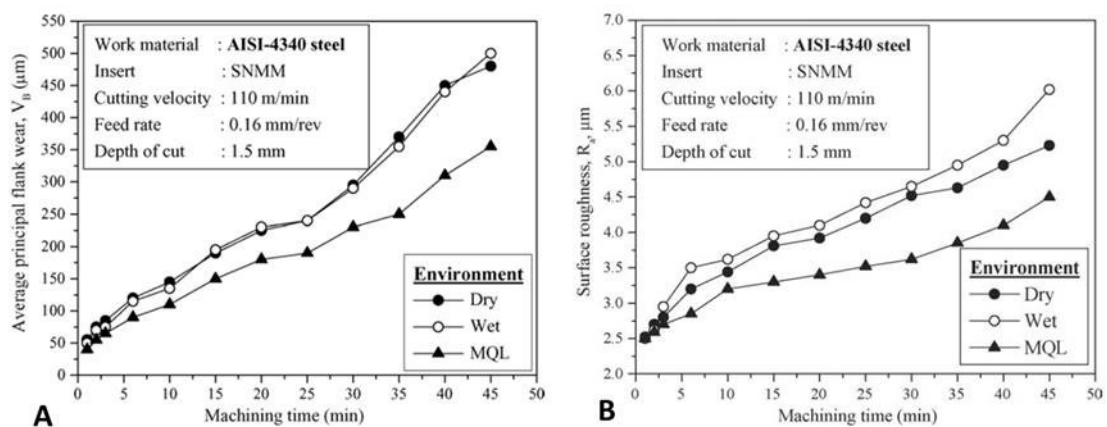 Average principal flank wear, V_B (μm)
550
500
450
400
350
300
250
200
150
100
50
0
Work material : AISI-4340 steel
Insert : SNMM
Cutting velocity : 110 m/min
Feed rate : 0.16 mm/rev
Depth of cut : 1.5 mm
Environment
Dry
Wet
MQL
0 5 10 15 20 25 30 35 40 45 50
Machining time (min)
A
Surface roughness, R_a, μm
7.0
6.5
6.0
5.5
5.0
4.5
4.0
3.5
3.0
2.5
2.0
Work material : AISI-4340 steel
Insert : SNMM
Cutting velocity : 110 m/min
Feed rate : 0.16 mm/rev
Depth of cut : 1.5 mm
Environment
Dry
Wet
MQL
0 5 10 15 20 25 30 35 40 45 50
Machining time (min)
B